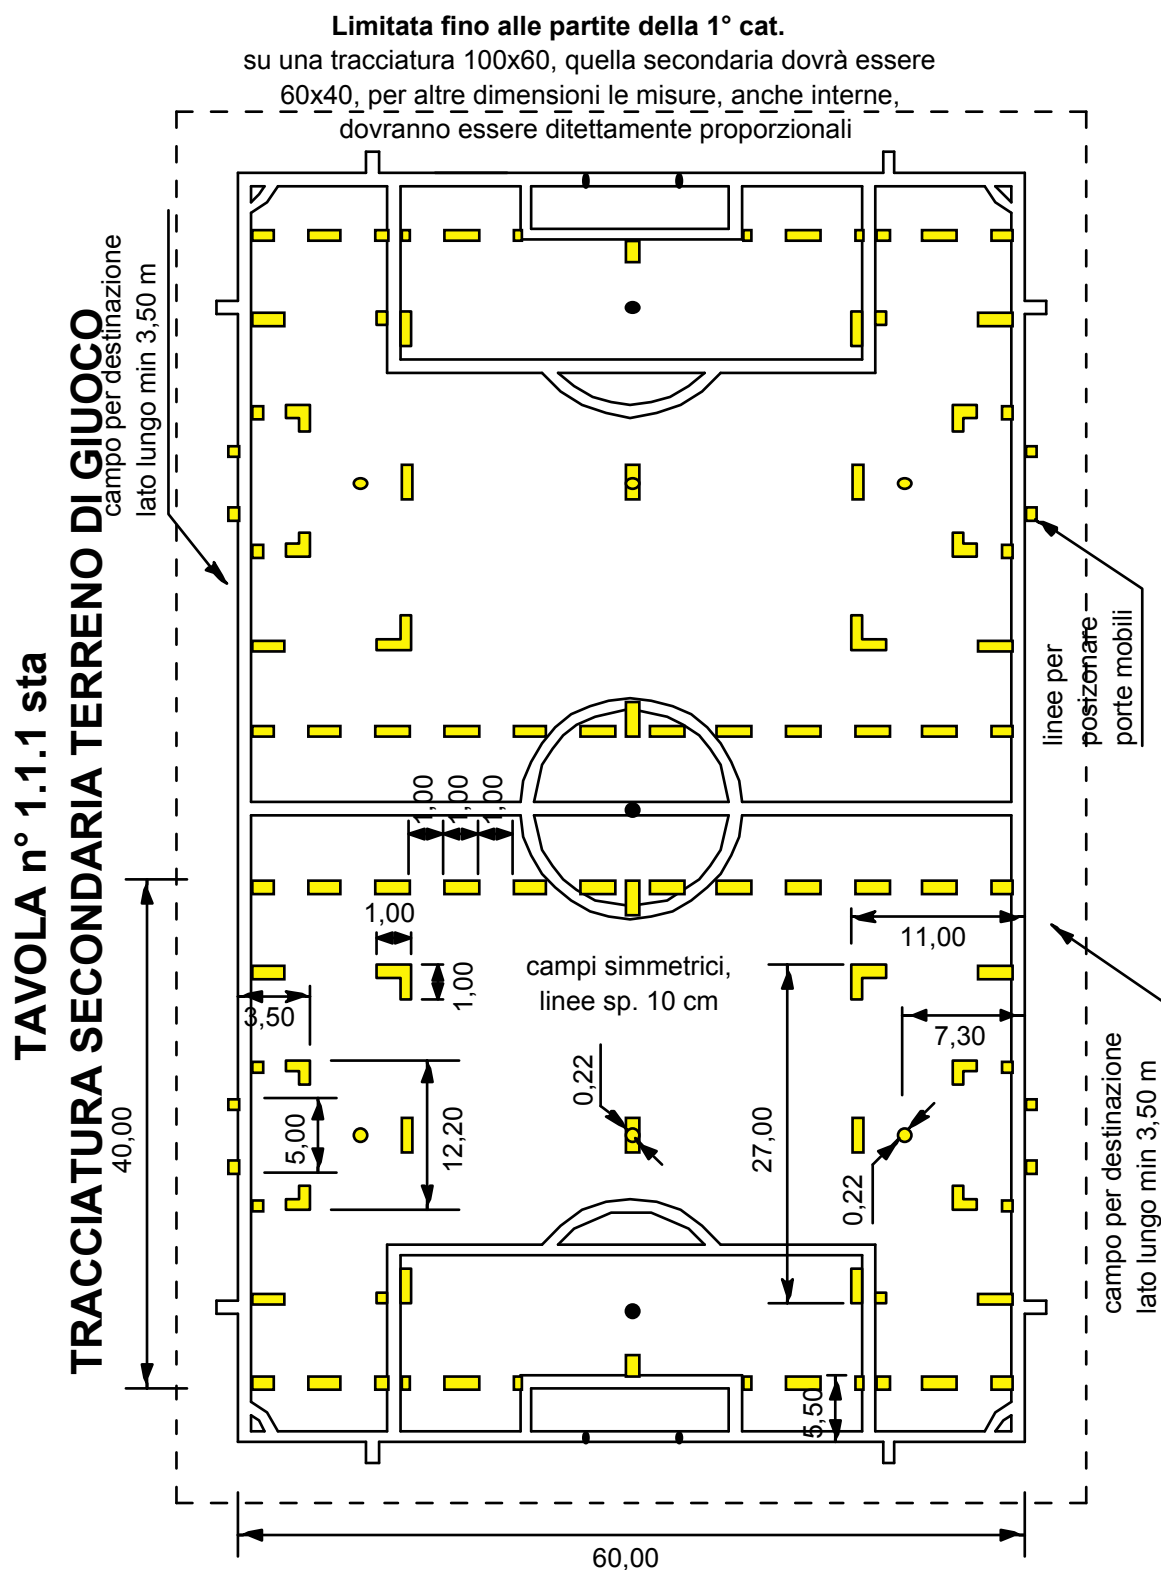 Limitata fino alle partite della 1° cat.
su una tracciatura 100x60, quella secondaria dovrà essere
60x40, per altre dimensioni le misure, anche interne,
dovranno essere ditettamente proporzionali
TAVOLA n° 1.1.1 sta
TRACCIATURA SECONDARIA TERRENO DI GIUOCO
campo per destinazione
lato lungo min 3,50 m
linee per
posizonare
porte mobili
1,00
1,00
1,00
1,00
1,00
11,00
campi simmetrici,
linee sp. 10 cm
3,50
7,30
0,22
40,00
5,00
12,20
27,00
0,22
campo per destinazione
lato lungo min 3,50 m
5,50
60,00